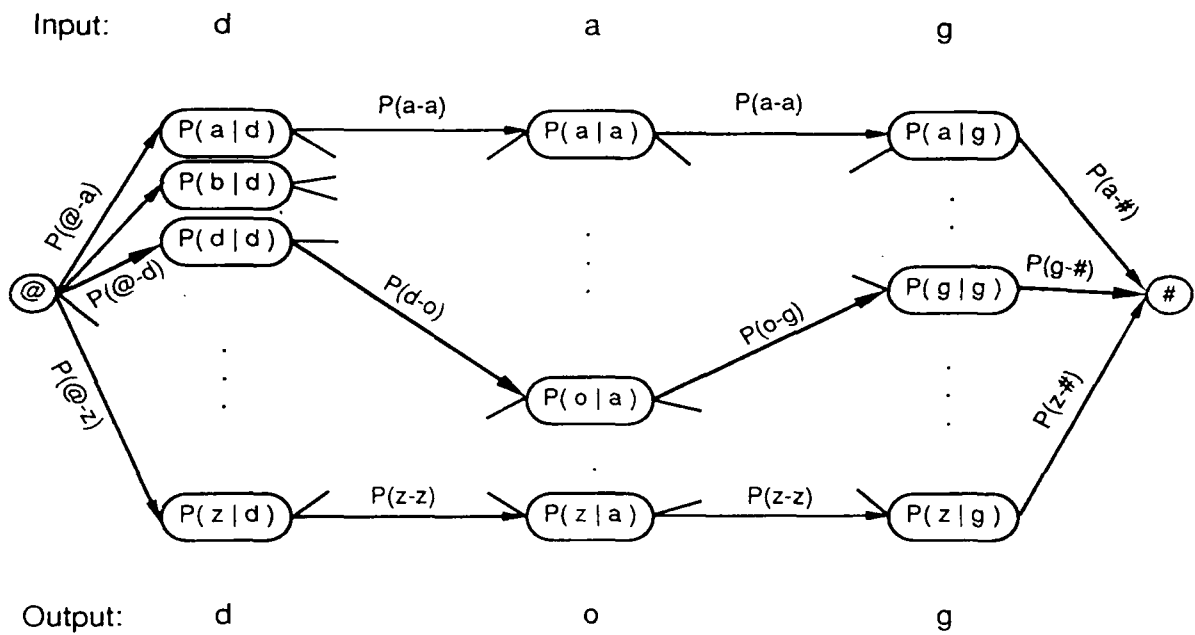 Input: d a g
P(a-a) P(a-a)
P(a|d) P(a|a) P(a|g)
P(b|d)
P(@-a) P(a-#)
P(d|d)
P(@-d) P(d-o) P(g-#)
@ P(g|g) #
P(o-g)
P(@-z) P(o|a) P(z-#)
P(z-z) P(z-z)
P(z|d) P(z|a) P(z|g)
Output: d o g